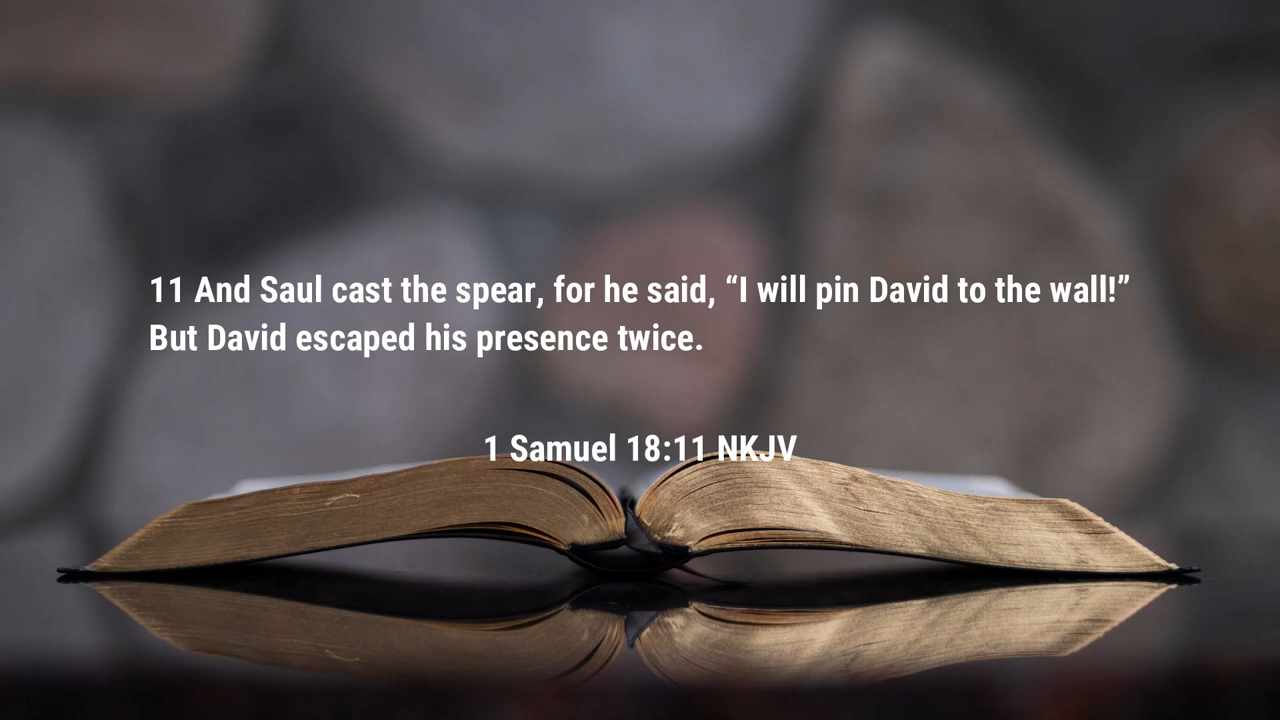 11 And Saul cast the spear, for he said, “I will pin David to the wall!”
But David escaped his presence twice.
1 Samuel 18:11 NKJV